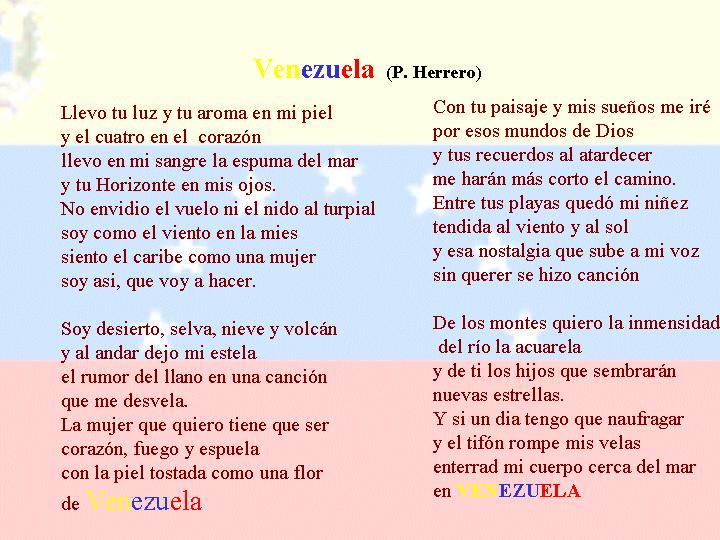 Venezuela (P. Herrero)
Llevo tu luz y tu aroma en mi piel
y el cuatro en el corazón
llevo en mi sangre la espuma del mar
y tu Horizonte en mis ojos.
No envidio el vuelo ni el nido al turpial
soy como el viento en la mies
siento el caribe como una mujer
soy asi, que voy a hacer.
Soy desierto, selva, nieve y volcán
y al andar dejo mi estela
el rumor del llano en una canción
que me desvela.
La mujer que quiero tiene que ser
corazón, fuego y espuela
con la piel tostada como una flor
de Venezuela
Con tu paisaje y mis sueños me iré
por esos mundos de Dios
y tus recuerdos al atardecer
me harán más corto el camino.
Entre tus playas quedó mi niñez
tendida al viento y al sol
y esa nostalgia que sube a mi voz
sin querer se hizo canción
De los montes quiero la inmensidad
del río la acuarela
y de ti los hijos que sembrarán
nuevas estrellas.
Y si un dia tengo que naufragar
y el tifón rompe mis velas
enterrad mi cuerpo cerca del mar
en VENEZUELA